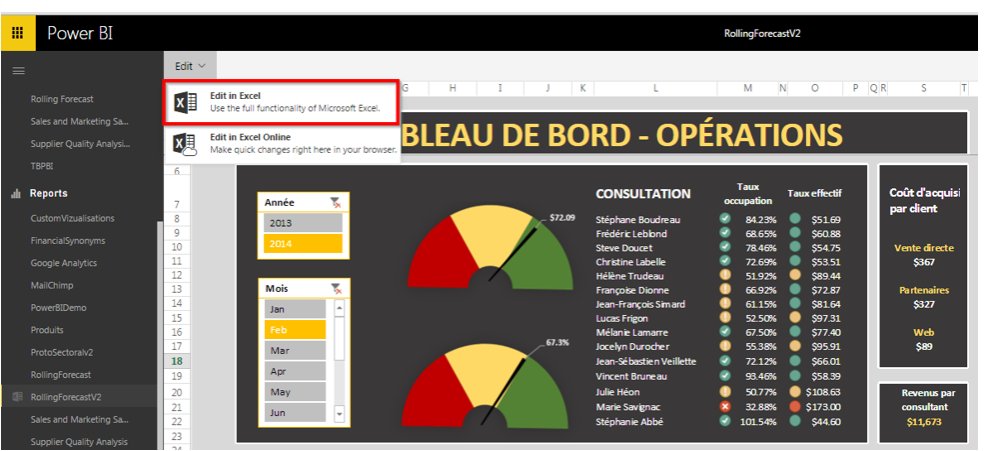 Power BI
RollingForecastV2
Edit
Edit in Excel
Use the full functionality of Microsoft Excel.
Edit in Excel Online
Make quick changes right here in your browser.
Rolling Forecast
Sales and Marketing Sa...
Supplier Quality Analysi...
TBPBI
Reports
CustomVizualisations
FinancialSynonyms
Google Analytics
MailChimp
PowerBIDemo
Produits
ProtoSectoralv2
RollingForecast
RollingForecastV2
Sales and Marketing Sa...
Supplier Quality Analysis
G H I J K L M N O P Q R S T
BLEAU DE BORD - OPÉRATIONS
6
7
8
9
10
11
12
13
14
15
16
17
18
19
20
21
22
23
24
Année
2013
2014
Mois
Jan
Feb
Mar
Apr
May
Jun
$72.09
67.3%
CONSULTATION Taux occupation Taux effectif
Stéphane Boudreau 84.23% $51.69
Frédéric Leblond 68.65% $60.88
Steve Doucet 78.46% $54.75
Christine Labelle 72.69% $53.51
Hélène Trudeau 51.92% $89.44
Françoise Dionne 66.92% $72.87
Jean-François Simard 61.15% $81.64
Lucas Frigon 52.50% $97.31
Mélanie Lamarre 67.50% $77.40
Jocelyn Durocher 55.38% $95.91
Jean-Sébastien Veillette 72.12% $66.01
Vincent Bruneau 93.46% $58.39
Julie Héon 50.77% $108.63
Marie Savignac 32.88% $173.00
Stéphanie Abbé 101.54% $44.60
Coût d'acquisi
par client
Vente directe
$367
Partenaires
$327
Web
$89
Revenus par
consultant
$11,673